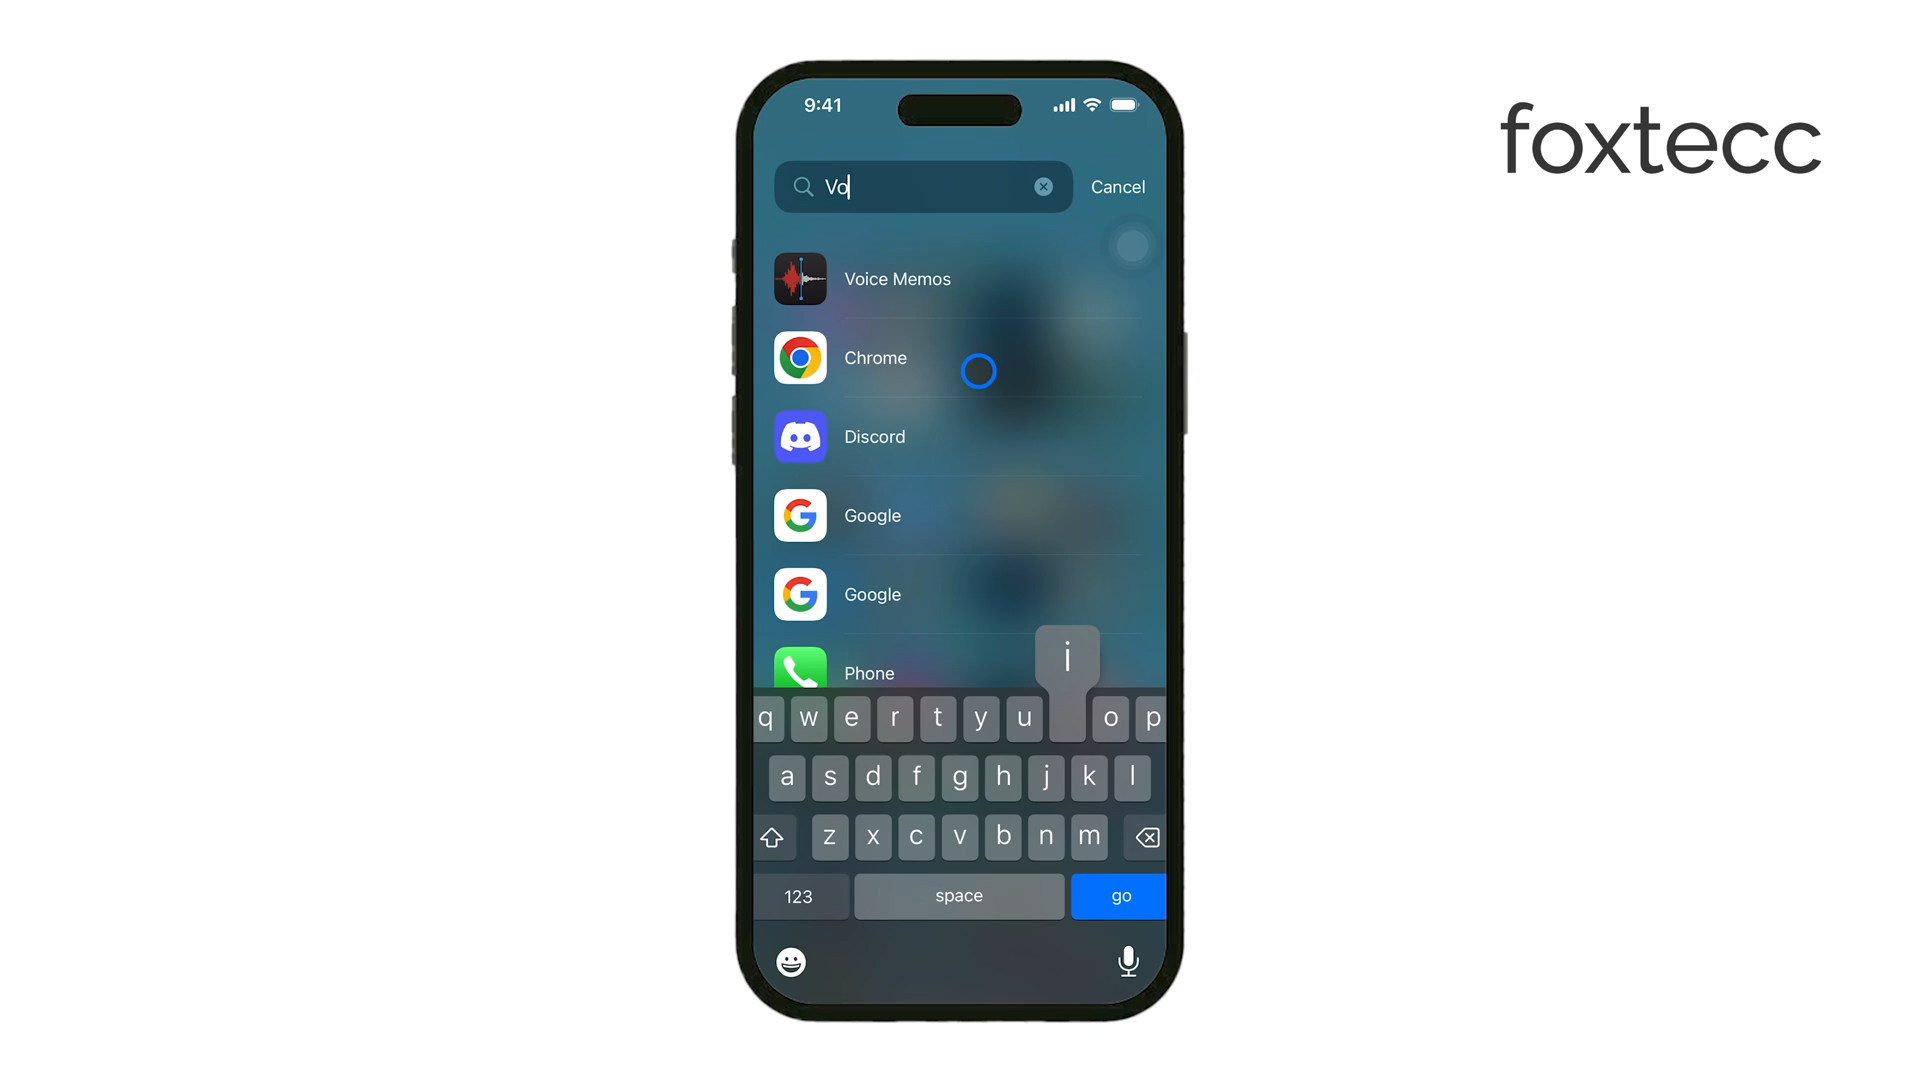 foxtecc
9:41
Vo
Cancel
Voice Memos
Chrome
Discord
Google
Google
Phone
i
q w e r t y u o p
a s d f g h j k l
z x c v b n m
123 space go